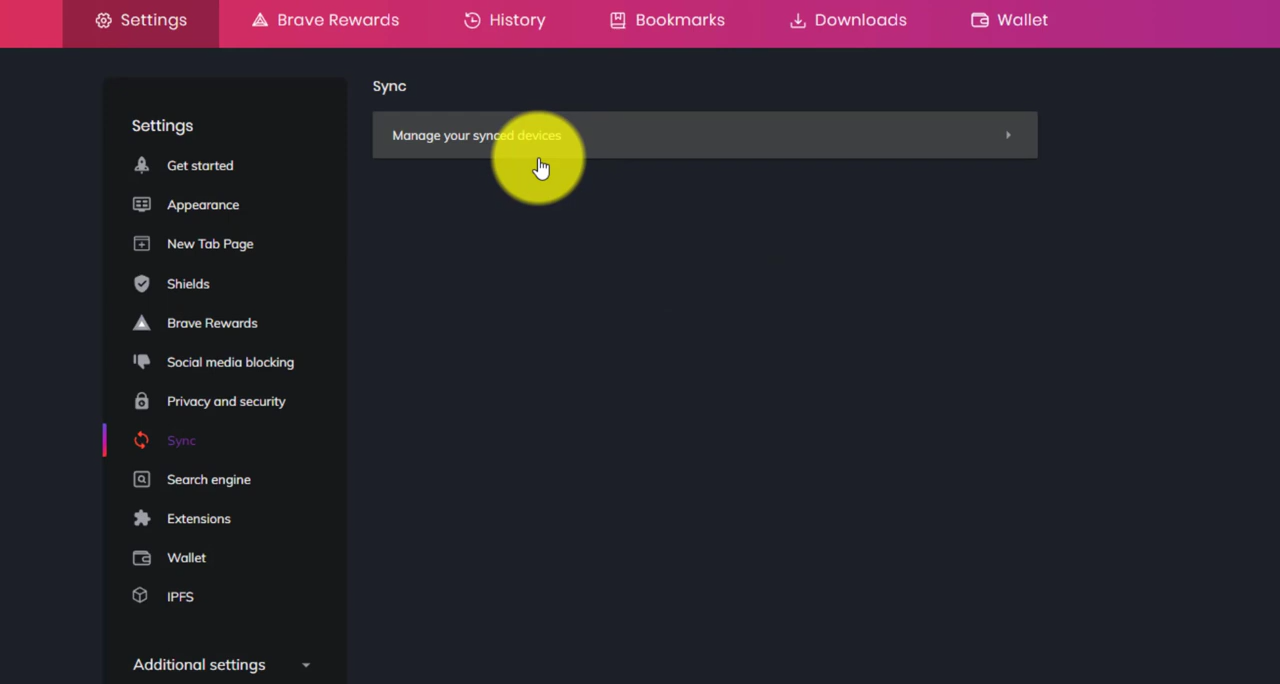 Settings
Brave Rewards
History
Bookmarks
Downloads
Wallet
Settings
Get started
Appearance
New Tab Page
Shields
Brave Rewards
Social media blocking
Privacy and security
Sync
Search engine
Extensions
Wallet
IPFS
Additional settings
Sync
Manage your synced devices